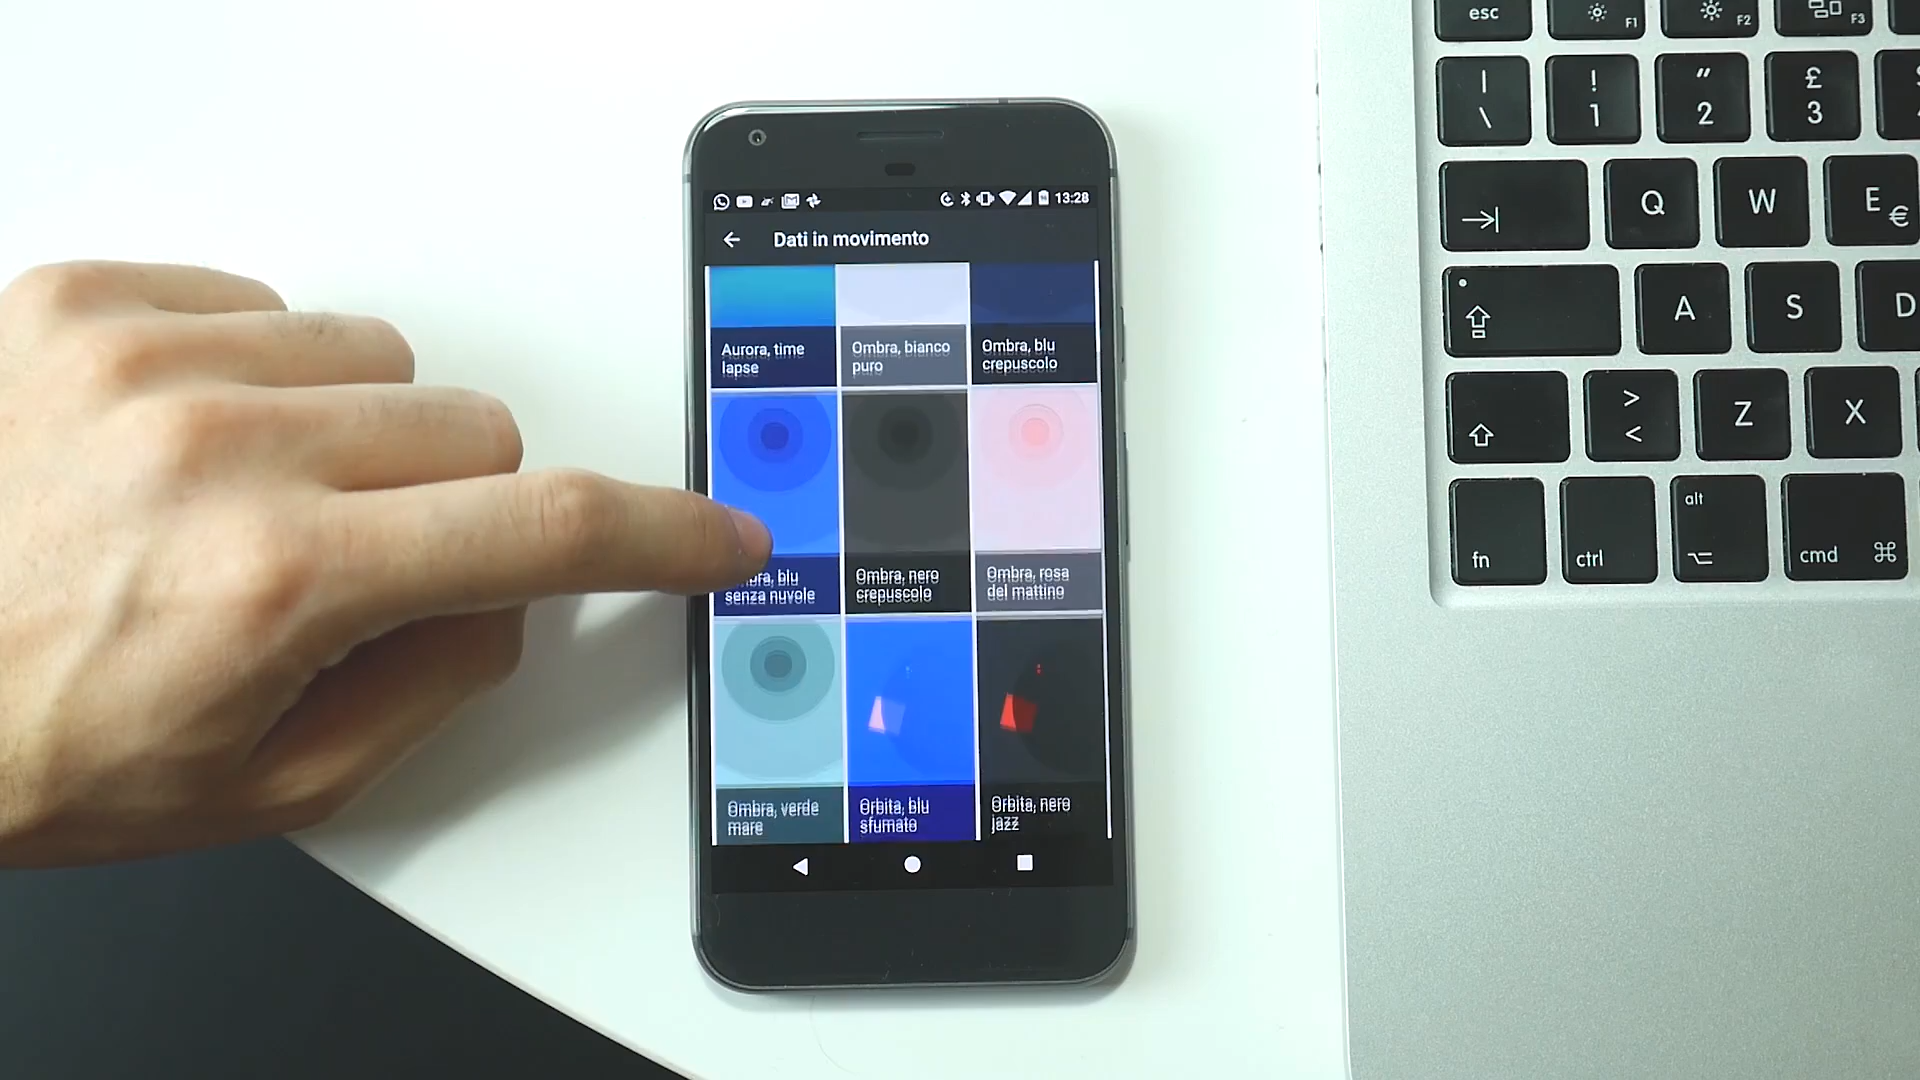 13:28
Dati in movimento
Aurora, time
lapse
Ombra, bianco
puro
Ombra, blu
crepuscolo
Ombra, blu
senza nuvole
Ombra, nero
crepuscolo
Ombra, rosa
del mattino
Ombra, verde
mare
Orbita, blu
sfumato
Orbita, nero
jazz
esc
F1
F2
F3
| \
! 1
" 2
£ 3
Q
W
E €
A
S
D
> <
Z
X
fn
ctrl
alt
cmd ⌘